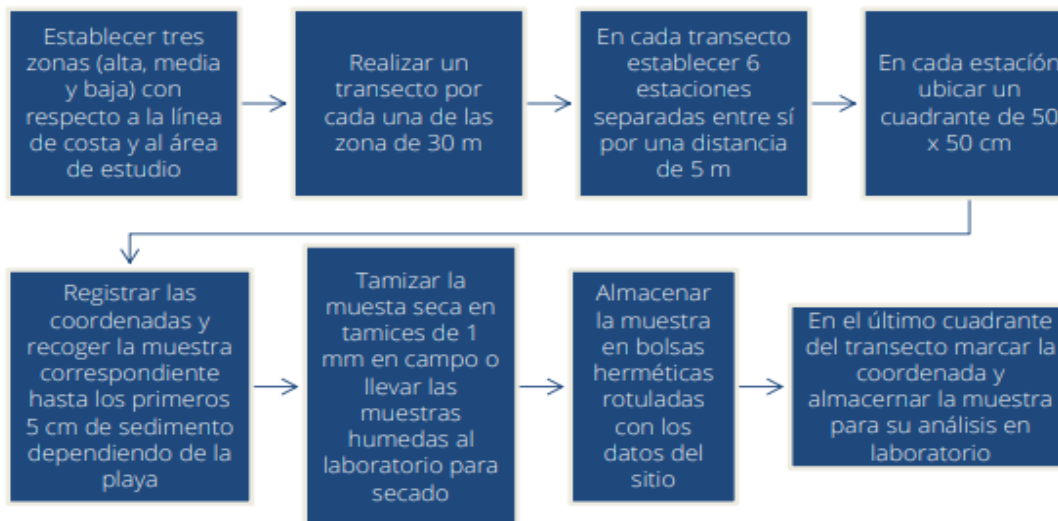 Establecer tres
zonas (alta, media
y baja) con
respecto a la línea
de costa y al área
de estudio
Realizar un
transecto por
cada una de las
zona de 30 m
En cada transecto
establecer 6
estaciones
separadas entre sí
por una distancia
de 5 m
En cada estación
ubicar un
cuadrante de 50
x 50 cm
Registrar las
coordenadas y
recoger la muestra
correspondiente
hasta los primeros
5 cm de sedimento
dependiendo de la
playa
Tamizar la
muesta seca en
tamices de 1
mm en campo o
llevar las
muestras
humedas al
laboratorio para
secado
Almacenar
la muestra
en bolsas
herméticas
rotuladas
con los
datos del
sitio
En el último cuadrante
del transecto marcar la
coordenada y
almacernar la muestra
para su análisis en
laboratorio